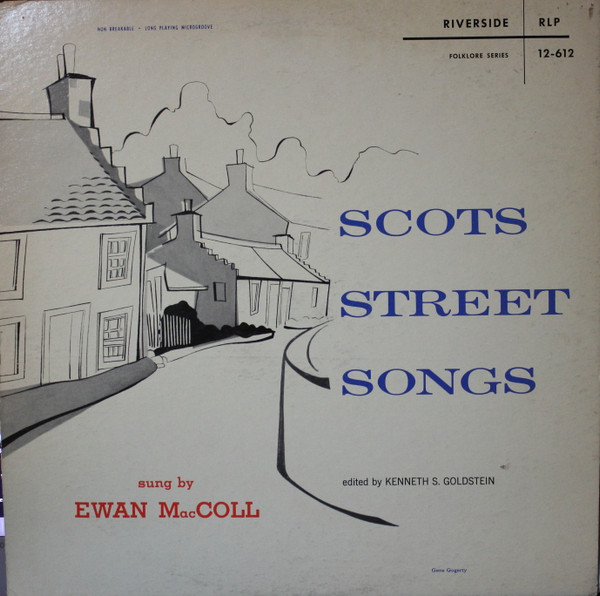 NON BREAKABLE • LONG PLAYING MICROGROOVE
RIVERSIDE RLP
FOLKLORE SERIES 12-612
SCOTS
STREET
SONGS
edited by KENNETH S. GOLDSTEIN
sung by
EWAN MacCOLL
Gene Gogerty